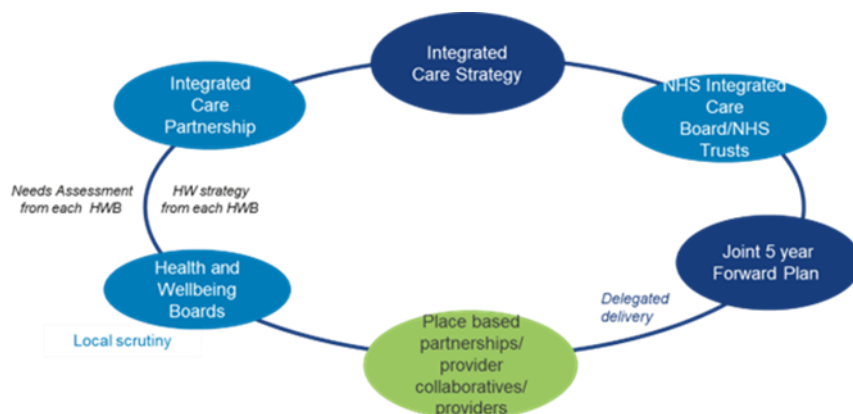 Integrated
Care Strategy
Integrated
Care
Partnership
NHS Integrated
Care
Board/NHS
Trusts
Needs Assessment
from each HWB
HW strategy
from each HWB
Joint 5 year
Forward Plan
Health and
Wellbeing
Boards
Delegated
delivery
Local scrutiny
Place based
partnerships/
provider
collaboratives/
providers